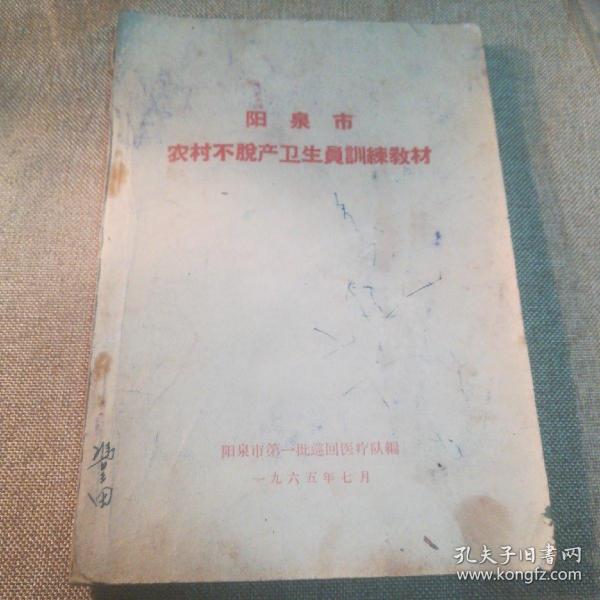 阳泉市
农村不脫产卫生員訓練教材
阳泉市第一批巡回医疗队編
一九六五年七月
孔夫子旧书网
www.kongfz.com